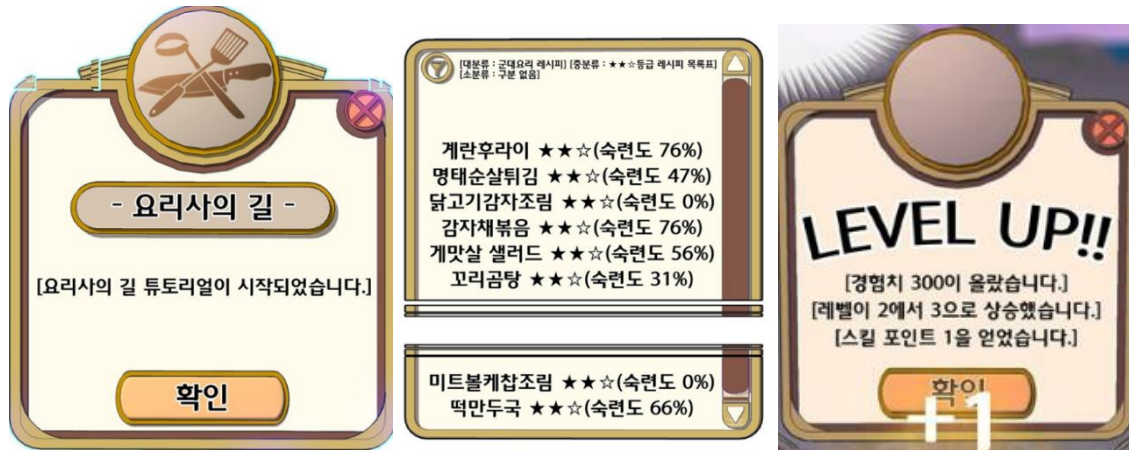 - 요리사의 길 -
[요리사의 길 튜토리얼이 시작되었습니다.]
확인
[대분류 : 군대요리 레시피] [중분류 : ★★☆등급 레시피 목록표]
[소분류 : 구분 없음]
계란후라이 ★★☆(숙련도 76%)
명태순살튀김 ★★☆(숙련도 47%)
닭고기감자조림 ★★☆(숙련도 0%)
감자채볶음 ★★☆(숙련도 76%)
게맛살 샐러드 ★★☆(숙련도 56%)
꼬리곰탕 ★★☆(숙련도 31%)
미트볼케찹조림 ★★☆(숙련도 0%)
떡만두국 ★★☆(숙련도 66%)
LEVEL UP!!
[경험치 300이 올랐습니다.]
[레벨이 2에서 3으로 상승했습니다.]
[스킬 포인트 1을 얻었습니다.]
확인
+1